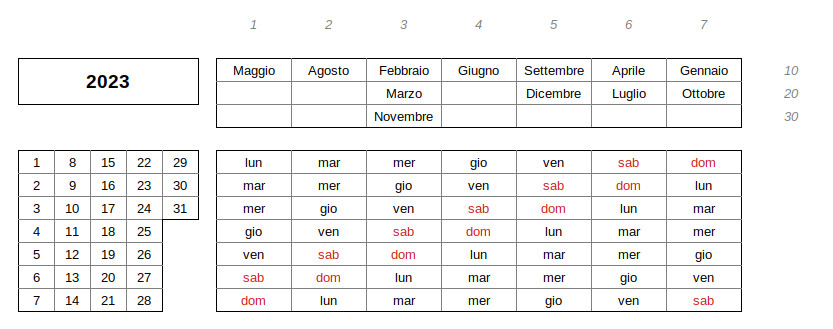 1 2 3 4 5 6 7
2023
Maggio Agosto Febbraio Giugno Settembre Aprile Gennaio 10
Marzo Dicembre Luglio Ottobre 20
Novembre 30
1 8 15 22 29 lun mar mer gio ven sab dom
2 9 16 23 30 mar mer gio ven sab dom lun
3 10 17 24 31 mer gio ven sab dom lun mar
4 11 18 25 gio ven sab dom lun mar mer
5 12 19 26 ven sab dom lun mar mer gio
6 13 20 27 sab dom lun mar mer gio ven
7 14 21 28 dom lun mar mer gio ven sab